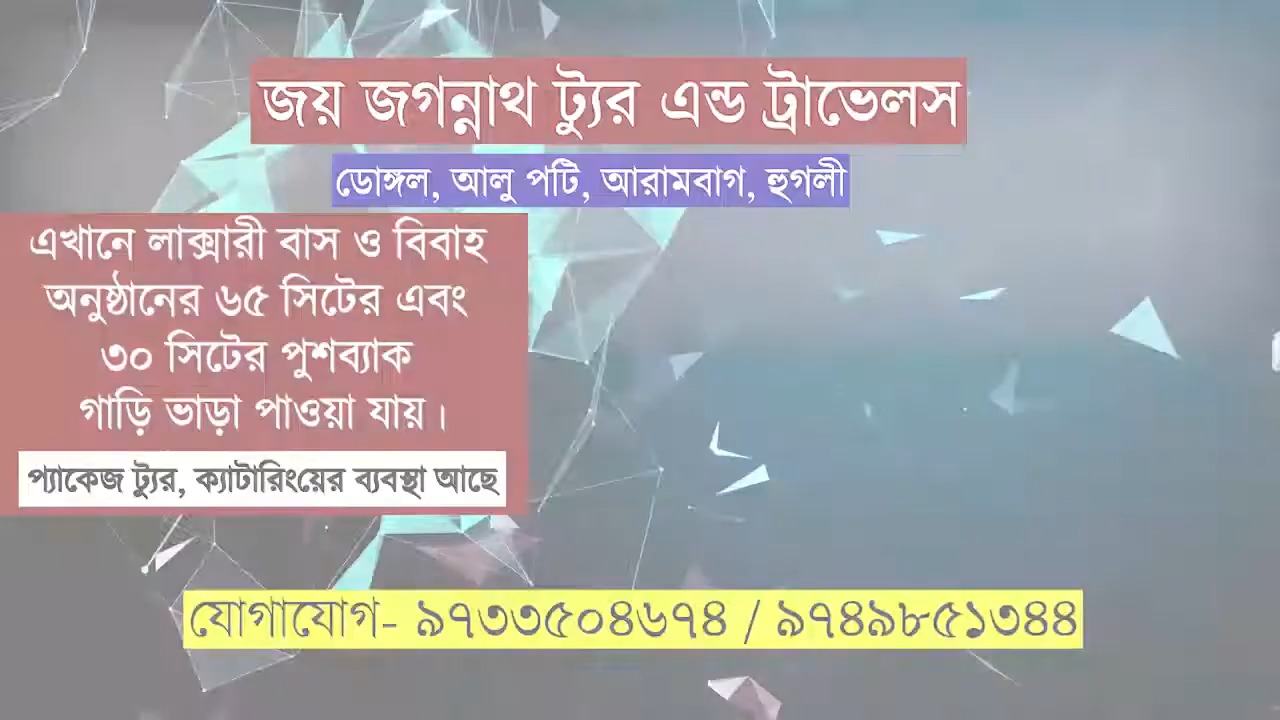 জয় জগন্নাথ ট্যুর এন্ড ট্রাভেলস
ডোঙ্গল, আলু পটি, আরামবাগ, হুগলী
এখানে লাক্সারী বাস ও বিবাহ
অনুষ্ঠানের ৬৫ সিটের এবং
৩০ সিটের পুশব্যাক
গাড়ি ভাড়া পাওয়া যায়।
প্যাকেজ ট্যুর, ক্যাটারিংয়ের ব্যবস্থা আছে
যোগাযোগ- ৯৭৩৩৫০৪৬৭৪ / ৯৭৪৯৮৫১৩৪৪